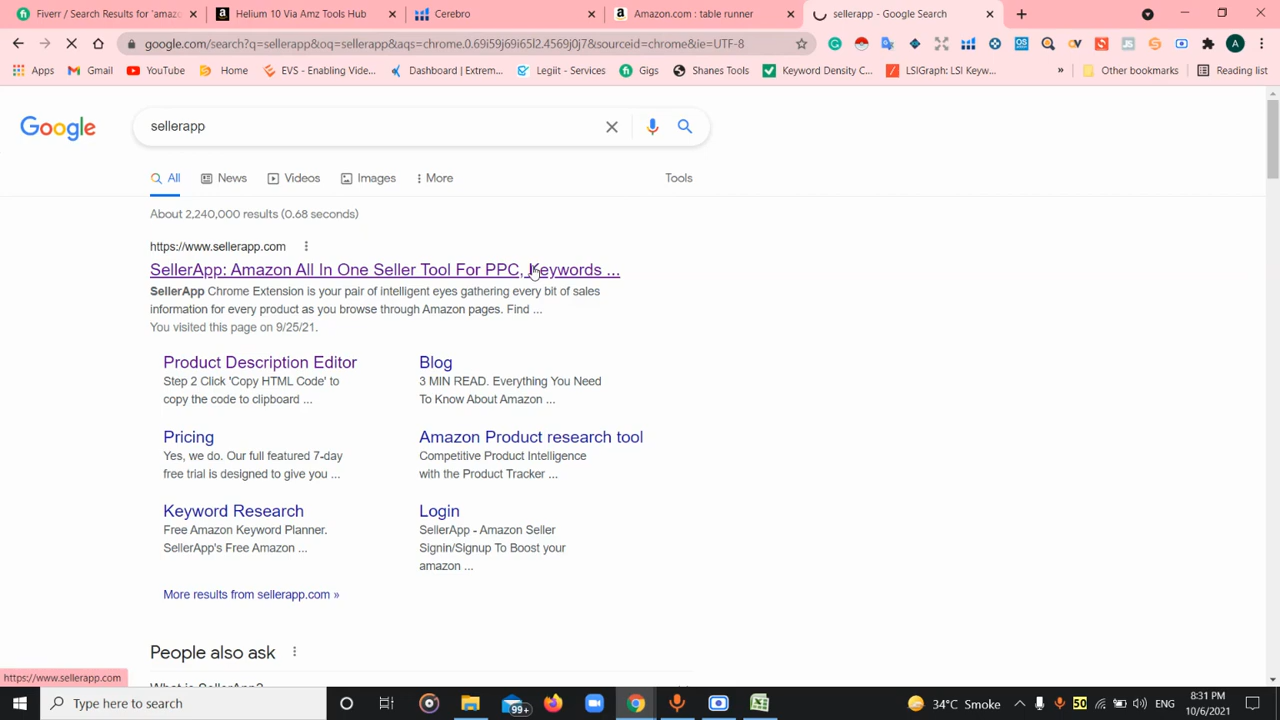 Fiverr / Search Results for 'amazo
Helium 10 Via Amz Tools Hub
Cerebro
Amazon.com : table runner
sellerapp - Google Search
google.com/search?q=sellerapp&oq=sellerapp&aqs=chrome.0.69i59j69i65l2.4569j0j7&sourceid=chrome&ie=UTF-8
A
Apps
Gmail
YouTube
Home
EVS - Enabling Vide...
Dashboard | Extrem...
Legiit - Services
Gigs
Shanes Tools
Keyword Density C...
LSIGraph: LSI Keyw...
»
Other bookmarks
Reading list
Google
sellerapp
All
News
Videos
Images
More
Tools
About 2,240,000 results (0.68 seconds)
https://www.sellerapp.com
SellerApp: Amazon All In One Seller Tool For PPC, Keywords ...
SellerApp Chrome Extension is your pair of intelligent eyes gathering every bit of sales
information for every product as you browse through Amazon pages. Find ...
You visited this page on 9/25/21.
Product Description Editor
Step 2 Click 'Copy HTML Code' to
copy the code to clipboard ...
Blog
3 MIN READ. Everything You Need
To Know About Amazon ...
Pricing
Yes, we do. Our full featured 7-day
free trial is designed to give you ...
Amazon Product research tool
Competitive Product Intelligence
with the Product Tracker ...
Keyword Research
Free Amazon Keyword Planner.
SellerApp's Free Amazon ...
Login
SellerApp - Amazon Seller
Signin/Signup To Boost your
amazon ...
More results from sellerapp.com »
People also ask
What is SellerApp?
https://www.sellerapp.com
Type here to search
99+
50
34°C Smoke
ENG
8:31 PM
10/6/2021